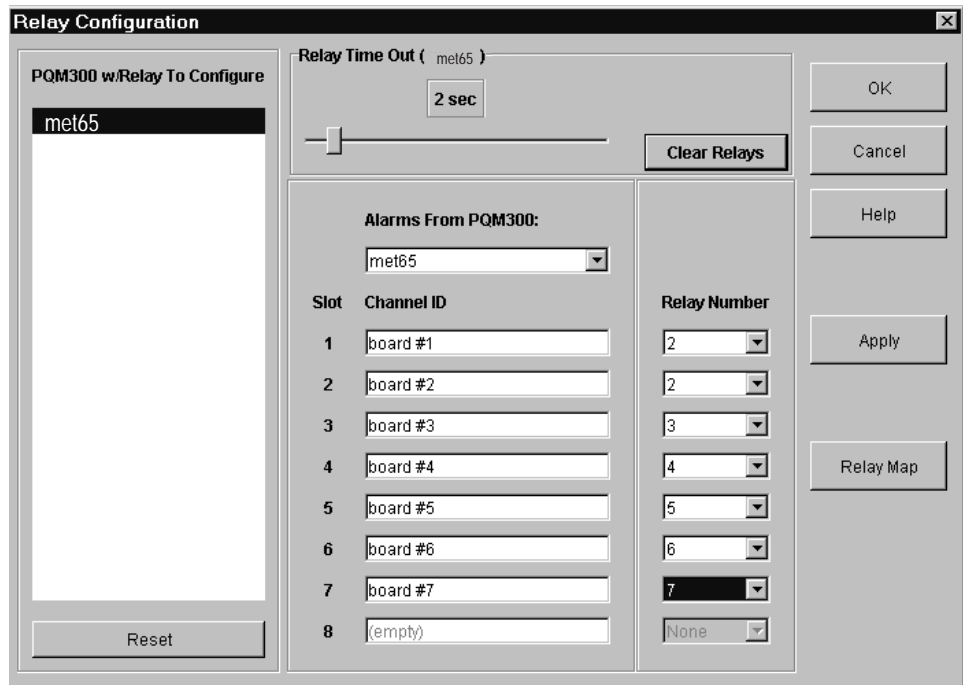 Relay Configuration
PQM300 w/Relay To Configure
met65
Reset
Relay Time Out ( met65 )
2 sec
Clear Relays
Alarms From PQM300:
met65
Slot Channel ID Relay Number
1 board #1 2
2 board #2 2
3 board #3 3
4 board #4 4
5 board #5 5
6 board #6 6
7 board #7 7
8 (empty) None
OK
Cancel
Help
Apply
Relay Map